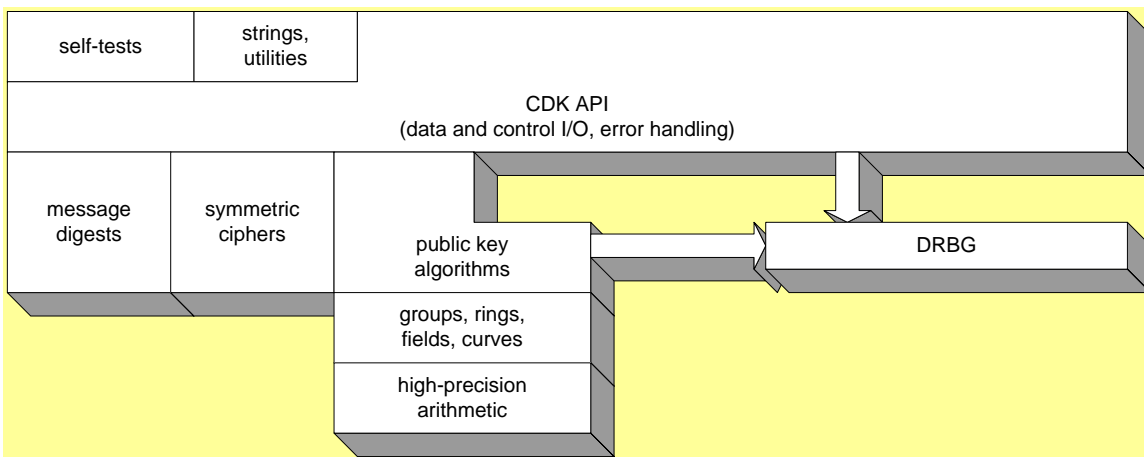 self-tests
strings,
utilities
CDK API
(data and control I/O, error handling)
message
digests
symmetric
ciphers
public key
algorithms
DRBG
groups, rings,
fields, curves
high-precision
arithmetic